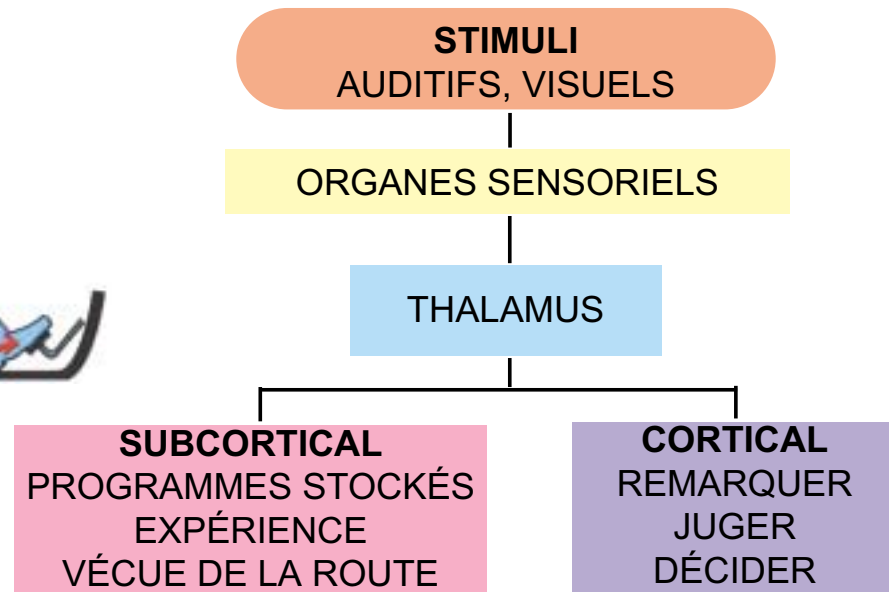 STIMULI
AUDITIFS, VISUELS
ORGANES SENSORIELS
THALAMUS
SUBCORTICAL
PROGRAMMES STOCKÉS
EXPÉRIENCE
VÉCUE DE LA ROUTE
CORTICAL
REMARQUER
JUGER
DÉCIDER